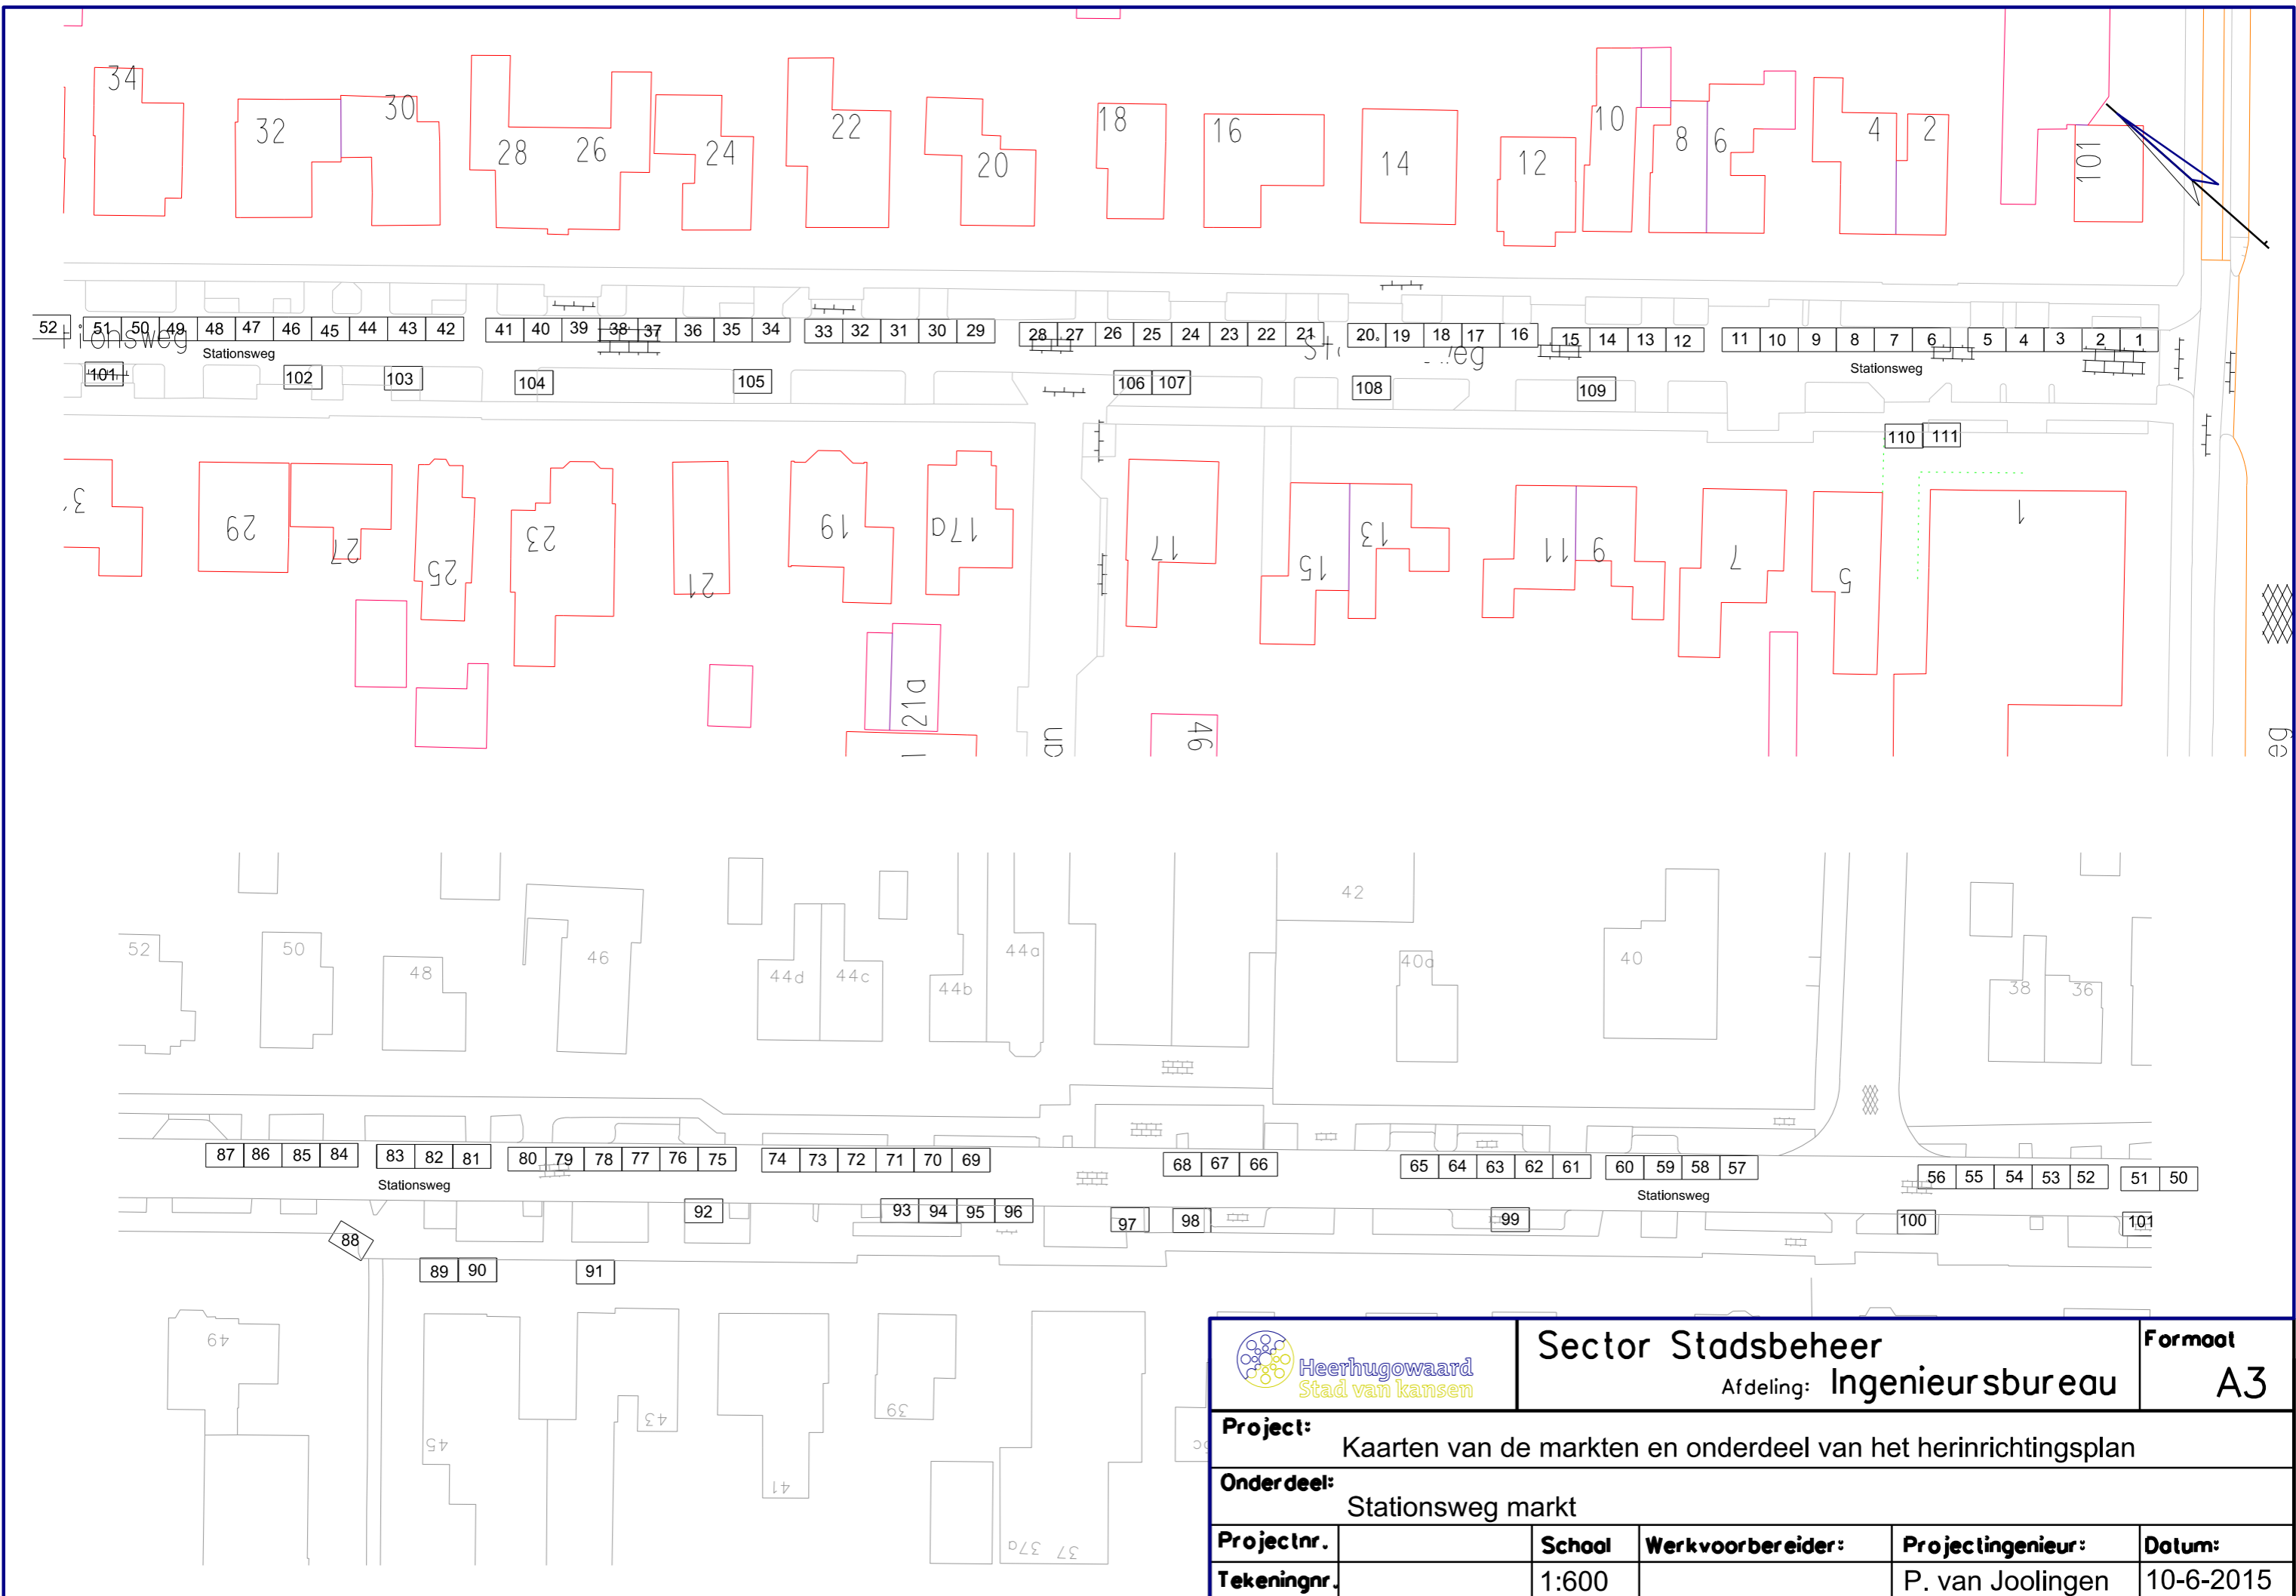 34
32
30
28
26
24
22
20
18
16
14
12
10
8
6
4
2
101
52
51 50 49 48 47 46 45 44 43 42
41 40 39 38 37 36 35 34
33 32 31 30 29
28 27 26 25 24 23 22 21
20 19 18 17 16
15 14 13 12
11 10 9 8 7 6
5 4 3 2 1
Stationsweg
Stationsweg
101 102 103 104 105 106 107 108 109
110 111
29
27
25
23
21
19
17a
17
15
13
11
9
7
5
1
21a
46
52
50
48
46
44d
44c
44b
44a
42
40a
40
38
36
87 86 85 84
83 82 81
80 79 78 77 76 75
74 73 72 71 70 69
68 67 66
65 64 63 62 61
60 59 58 57
56 55 54 53 52
51 50
Stationsweg
Stationsweg
88
89 90
91
92
93 94 95 96
97
98
99
100
101
49
45
43
41
39
37a
37
Heerhugowaard
Stad van kansen
Sector Stadsbeheer
Afdeling: Ingenieursbureau
Formaat
A3
Project:
Kaarten van de markten en onderdeel van het herinrichtingsplan
Onderdeel:
Stationsweg markt
Projectnr.
Schaal
Werkvoorbereider:
Projectingenieur:
Datum:
Tekeningnr.
1:600
P. van Joolingen
10-6-2015